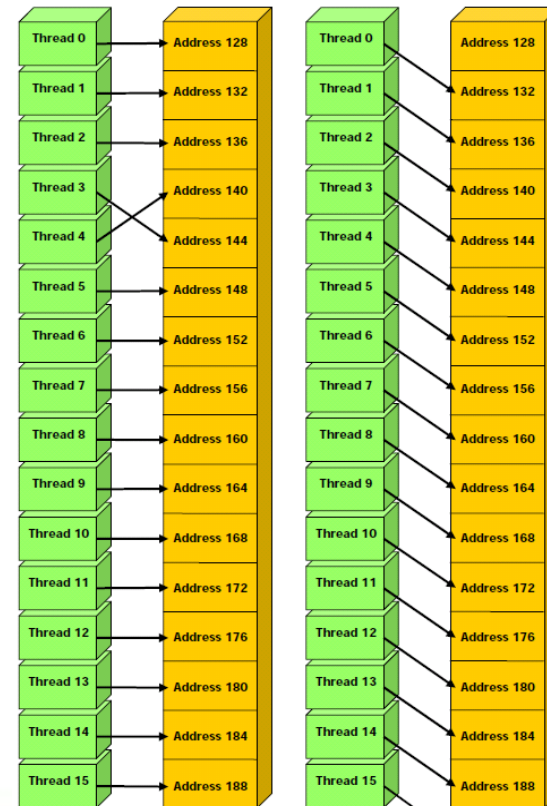 Thread 0
Address 128
Thread 1
Address 132
Thread 2
Address 136
Thread 3
Address 140
Thread 4
Address 144
Thread 5
Address 148
Thread 6
Address 152
Thread 7
Address 156
Thread 8
Address 160
Thread 9
Address 164
Thread 10
Address 168
Thread 11
Address 172
Thread 12
Address 176
Thread 13
Address 180
Thread 14
Address 184
Thread 15
Address 188
Thread 0
Address 128
Thread 1
Address 132
Thread 2
Address 136
Thread 3
Address 140
Thread 4
Address 144
Thread 5
Address 148
Thread 6
Address 152
Thread 7
Address 156
Thread 8
Address 160
Thread 9
Address 164
Thread 10
Address 168
Thread 11
Address 172
Thread 12
Address 176
Thread 13
Address 180
Thread 14
Address 184
Thread 15
Address 188